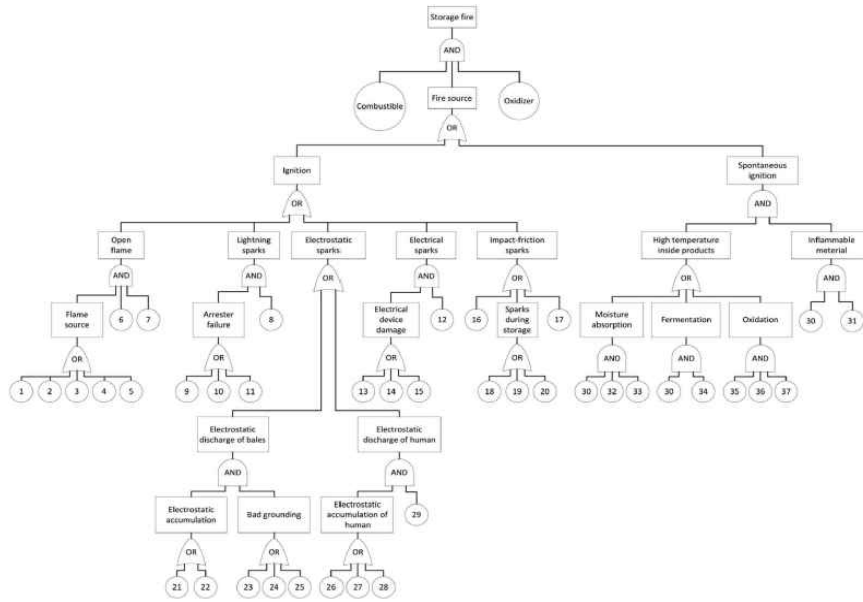 Storage fire
AND
Combustible
Fire source
Oxidizer
OR
Ignition
Spontaneous
ignition
OR
AND
Open
flame
Lightning
sparks
Electrostatic
sparks
Electrical
sparks
Impact-friction
sparks
High temperature
inside products
Inflammable
meterial
AND
AND
OR
AND
OR
OR
AND
Flame
source
6
7
Arrester
failure
8
Electrical
device
damage
12
16
Sparks
during
storage
17
Moisture
absorption
Fermentation
Oxidation
30
31
OR
OR
OR
OR
AND
AND
AND
1
2
3
4
5
9
10
11
13
14
15
18
19
20
30
32
33
30
34
35
36
37
Electrostatic
discharge of bales
Electrostatic
discharge of human
AND
AND
Electrostatic
accumulation
Bad grounding
Electrostatic
accumulation of
human
29
OR
OR
OR
21
22
23
24
25
26
27
28